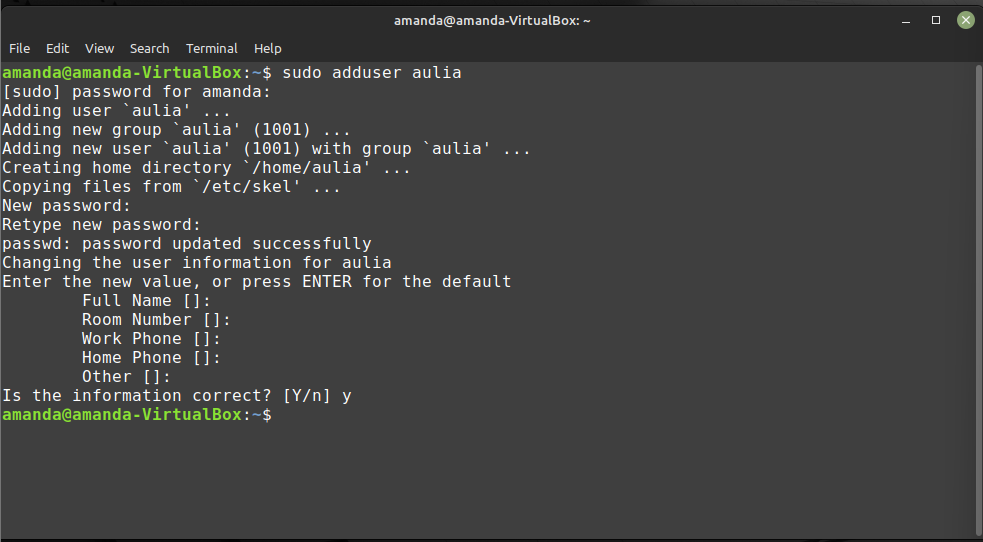 amanda@amanda-VirtualBox: ~
File Edit View Search Terminal Help
amanda@amanda-VirtualBox:~$ sudo adduser aulia
[sudo] password for amanda:
Adding user `aulia' ...
Adding new group `aulia' (1001) ...
Adding new user `aulia' (1001) with group `aulia' ...
Creating home directory `/home/aulia' ...
Copying files from `/etc/skel' ...
New password:
Retype new password:
passwd: password updated successfully
Changing the user information for aulia
Enter the new value, or press ENTER for the default
        Full Name []:
        Room Number []:
        Work Phone []:
        Home Phone []:
        Other []:
Is the information correct? [Y/n] y
amanda@amanda-VirtualBox:~$